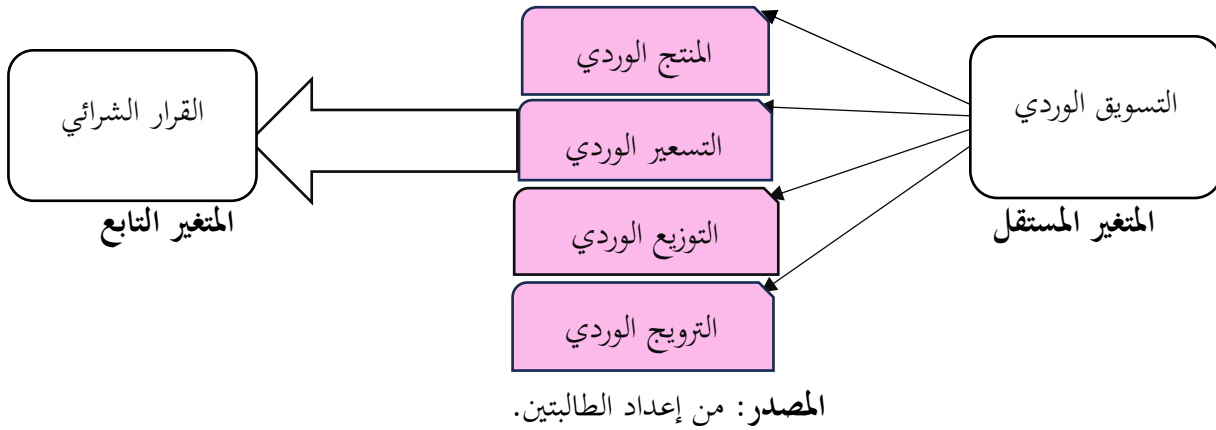 التسويق الوردي
المتغير المستقل
المنتج الوردي
التسعير الوردي
التوزيع الوردي
الترويج الوردي
القرار الشرائي
المتغير التابع
المصدر: من إعداد الطالبتين.